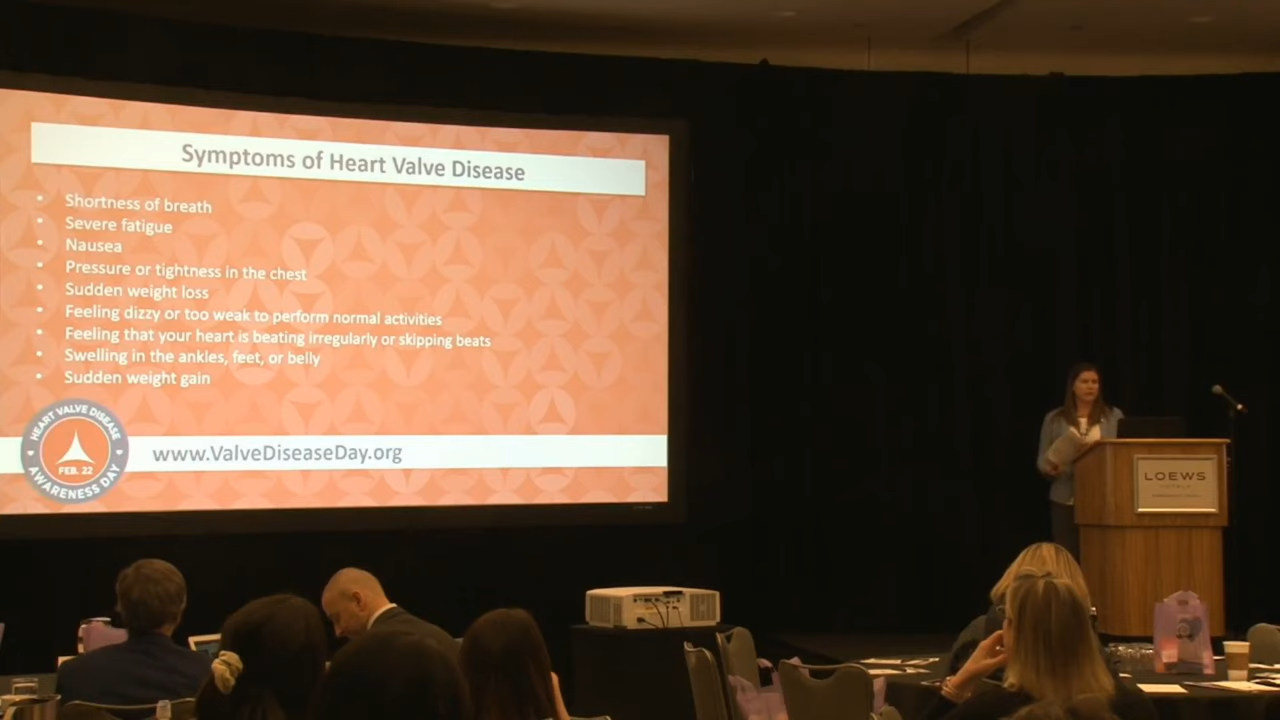 Symptoms of Heart Valve Disease
• Shortness of breath
• Severe fatigue
• Nausea
• Pressure or tightness in the chest
• Sudden weight loss
• Feeling dizzy or too weak to perform normal activities
• Feeling that your heart is beating irregularly or skipping beats
• Swelling in the ankles, feet, or belly
• Sudden weight gain
HEART VALVE DISEASE
FEB. 22
AWARENESS DAY
www.ValveDiseaseDay.org
LOEWS